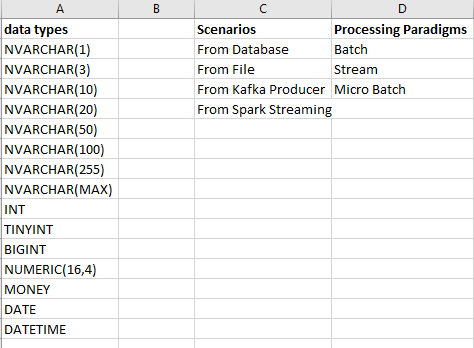 A B C D
data types Scenarios Processing Paradigms
NVARCHAR(1) From Database Batch
NVARCHAR(3) From File Stream
NVARCHAR(10) From Kafka Producer Micro Batch
NVARCHAR(20) From Spark Streaming
NVARCHAR(50)
NVARCHAR(100)
NVARCHAR(255)
NVARCHAR(MAX)
INT
TINYINT
BIGINT
NUMERIC(16,4)
MONEY
DATE
DATETIME